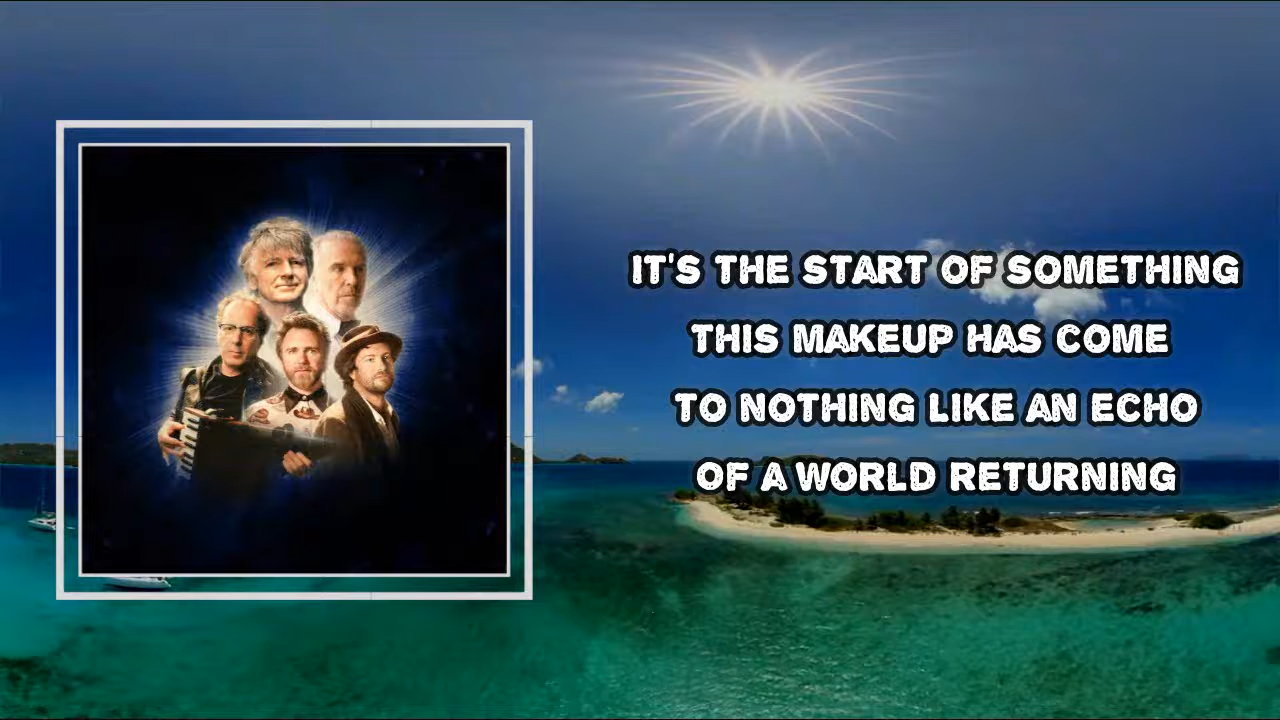 IT'S THE START OF SOMETHING
THIS MAKEUP HAS COME
TO NOTHING LIKE AN ECHO
OF A WORLD RETURNING